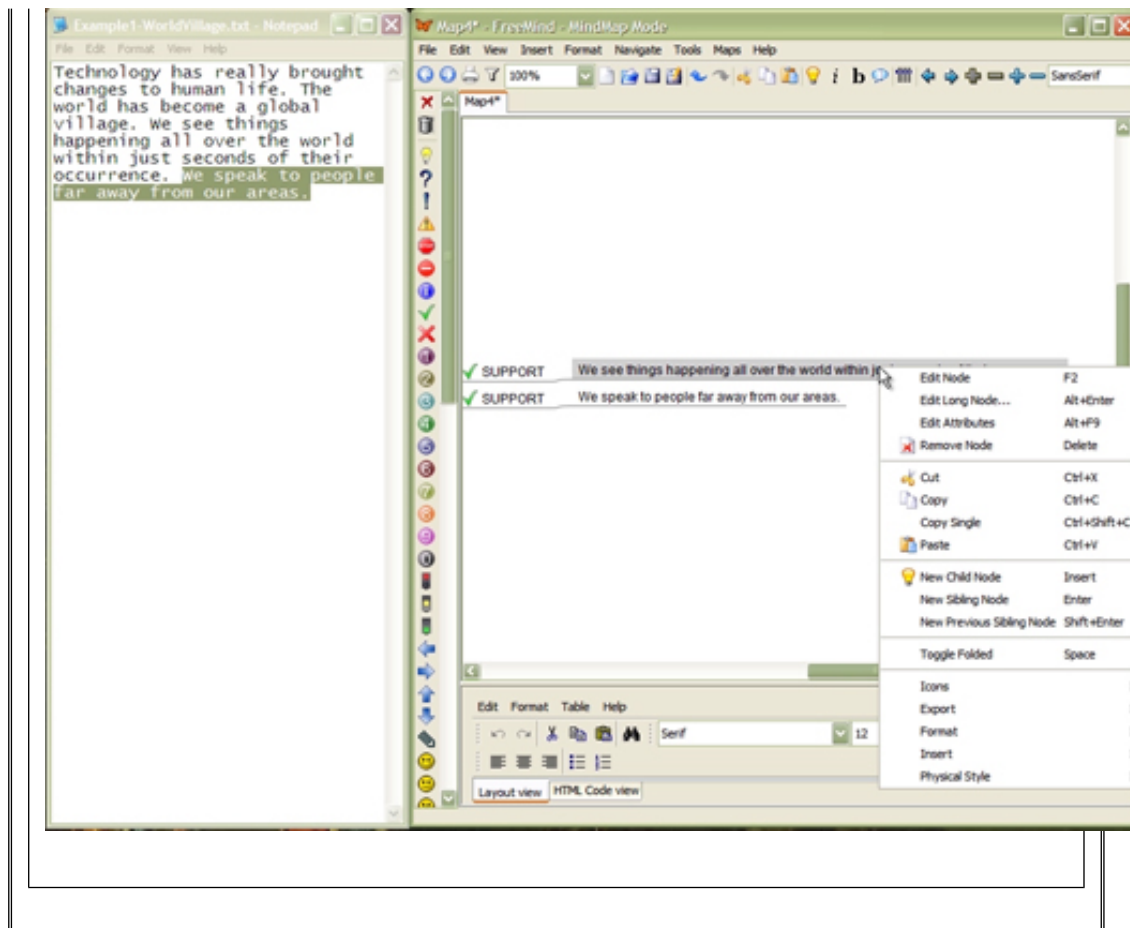 Example1-WorldVillage.txt - Notepad
File Edit Format View Help
Technology has really brought
changes to human life. The
world has become a global
village. We see things
happening all over the world
within just seconds of their
occurrence. We speak to people
far away from our areas.
Map4* - FreeMind - MindMap Mode
File Edit View Insert Format Navigate Tools Maps Help
100%
SansSerif
Map4*
SUPPORT We see things happening all over the world within
SUPPORT We speak to people far away from our areas.
Edit Node F2
Edit Long Node... Alt+Enter
Edit Attributes Alt+F9
Remove Node Delete
Cut Ctrl+X
Copy Ctrl+C
Copy Single Ctrl+Shift+C
Paste Ctrl+V
New Child Node Insert
New Sibling Node Enter
New Previous Sibling Node Shift+Enter
Toggle Folded Space
Icons
Export
Format
Insert
Physical Style
Edit Format Table Help
Serif 12
Layout view HTML Code view